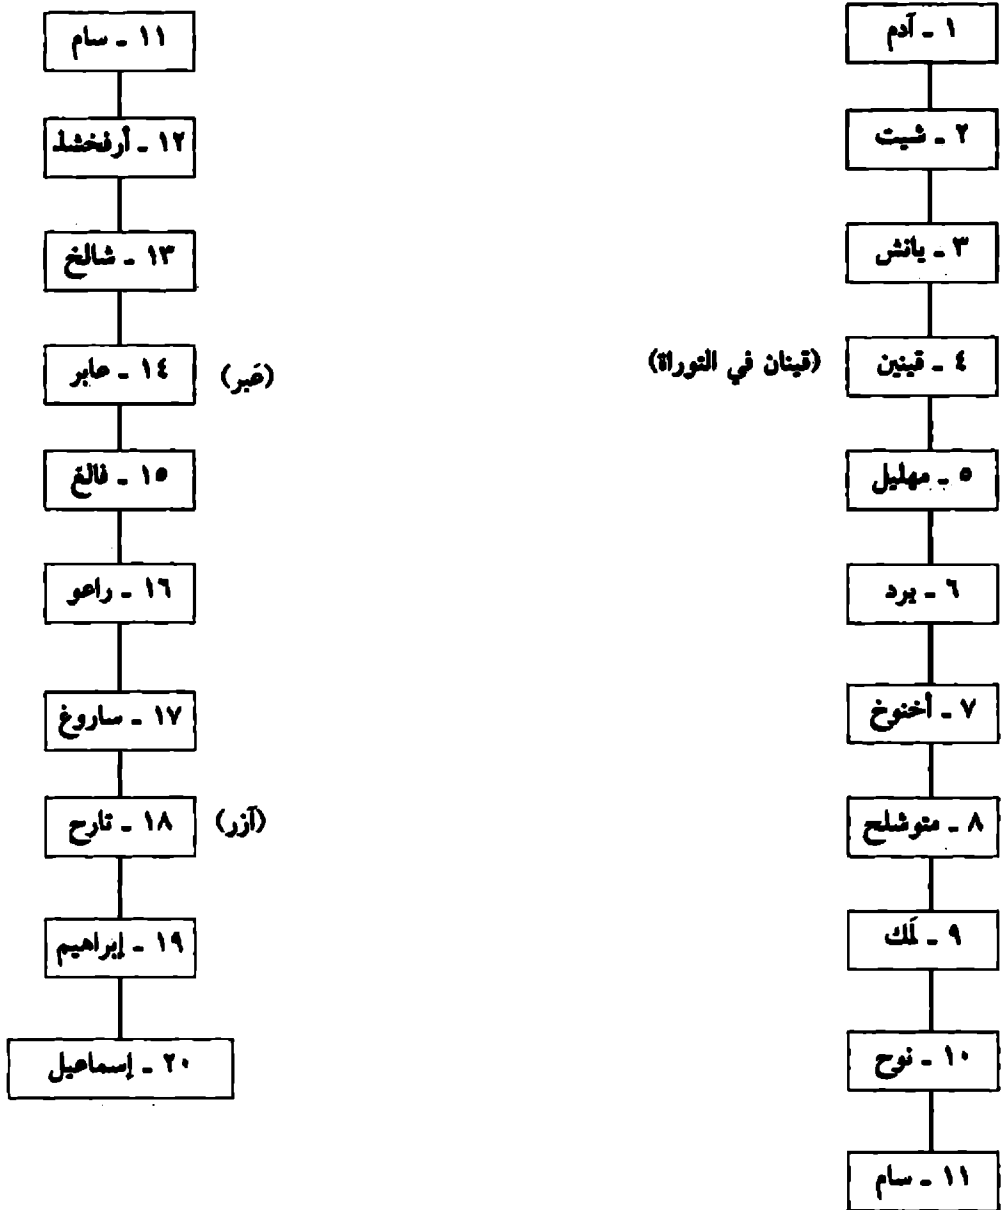 ١ ـ آدم
٢ ـ شيت
٣ ـ يانش
٤ ـ قينين (قينان في التوراة)
٥ ـ مهليل
٦ ـ يرد
٧ ـ أخنوخ
٨ ـ متوشلح
٩ ـ لَمك
١٠ ـ نوح
١١ ـ سام
١١ ـ سام
١٢ ـ أرفخشذ
١٣ ـ شالخ
١٤ ـ عابر (عَبر)
١٥ ـ فالغ
١٦ ـ راعو
١٧ ـ ساروغ
١٨ ـ تارح (آزر)
١٩ ـ إبراهيم
٢٠ ـ إسماعيل